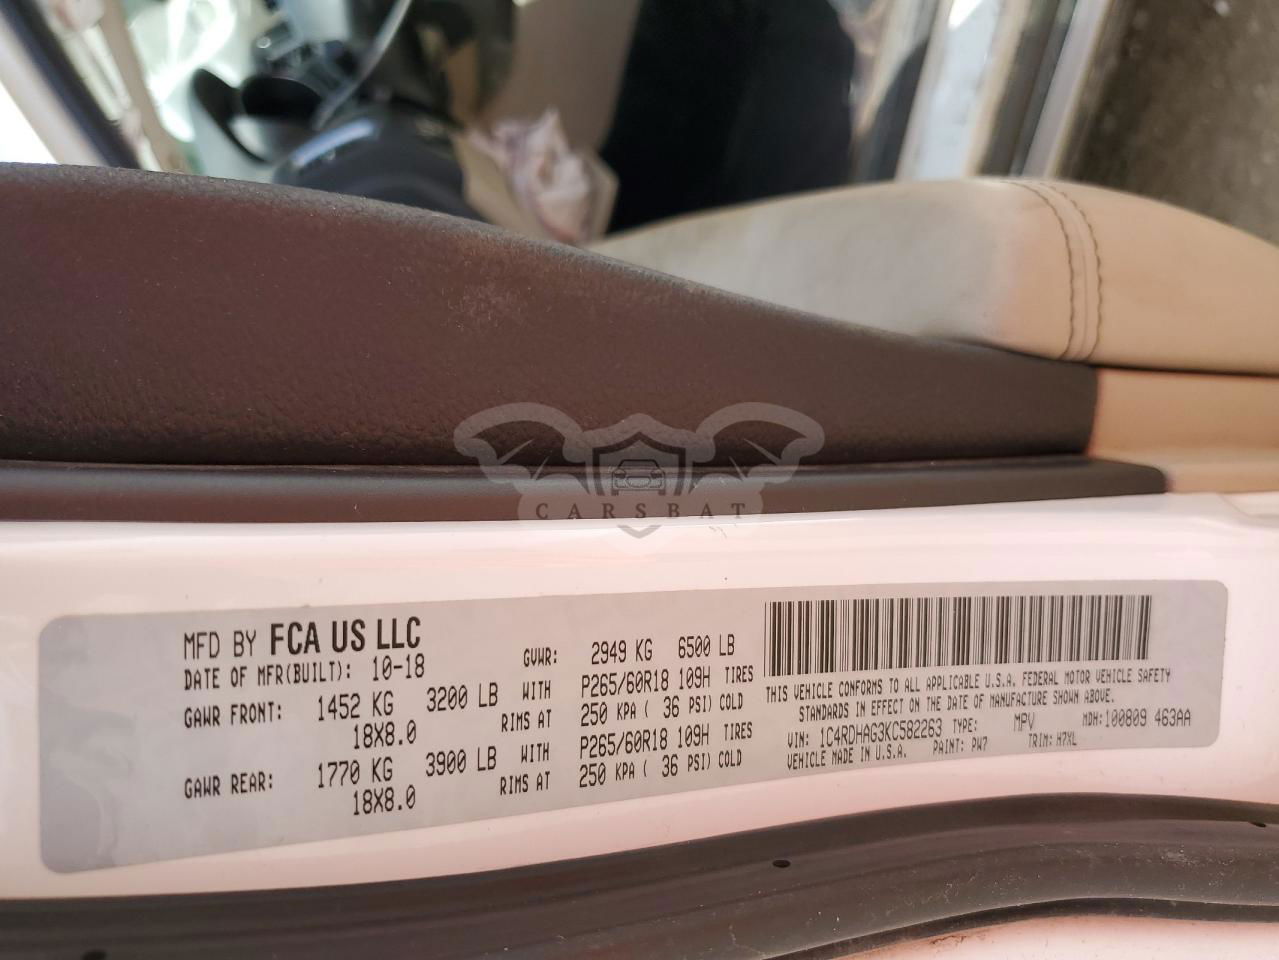 CARSBAT
MFD BY FCA US LLC
DATE OF MFR(BUILT): 10-18 GVWR: 2949 KG 6500 LB
GAWR FRONT: 1452 KG 3200 LB WITH P265/60R18 109H TIRES
18X8.0 RIMS AT 250 KPA ( 36 PSI) COLD
GAWR REAR: 1770 KG 3900 LB WITH P265/60R18 109H TIRES
18X8.0 RIMS AT 250 KPA ( 36 PSI) COLD
THIS VEHICLE CONFORMS TO ALL APPLICABLE U.S.A. FEDERAL MOTOR VEHICLE SAFETY
STANDARDS IN EFFECT ON THE DATE OF MANUFACTURE SHOWN ABOVE.
VIN: 1C4RDHAG3KC582263 TYPE: MPV MDH:100809 463AA
VEHICLE MADE IN U.S.A. PAINT: PW7 TRIM: H7XL